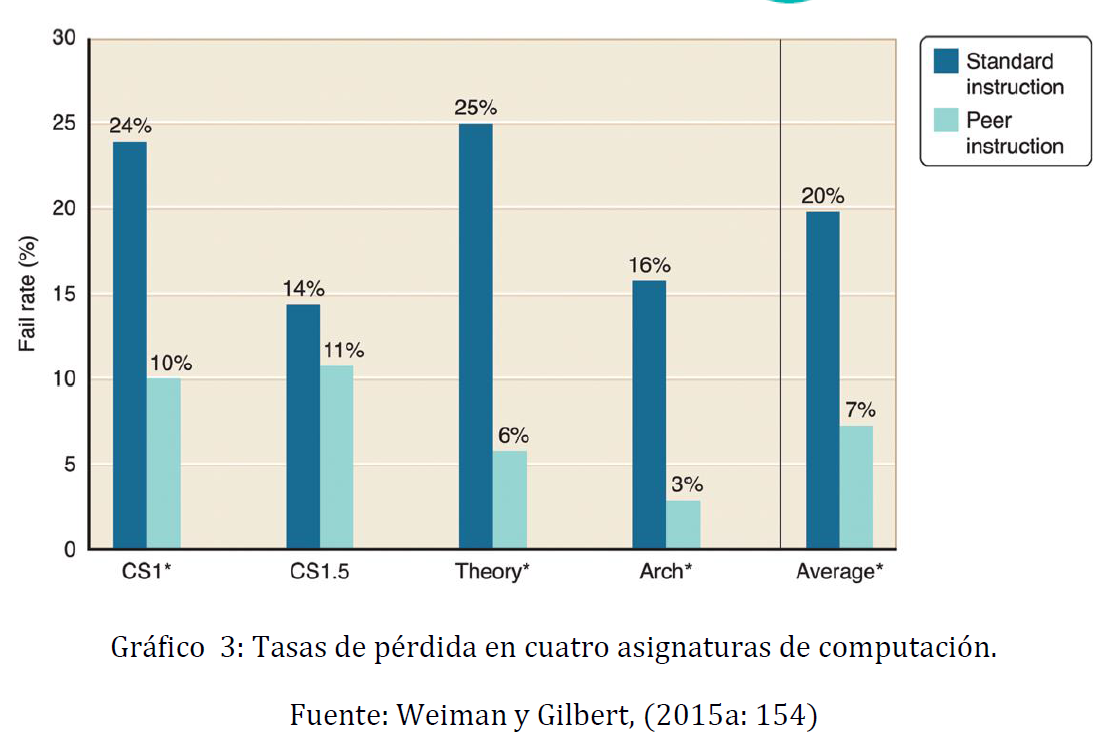 30
25
20
15
10
5
0
Fail rate (%)
24%
10%
14%
11%
25%
6%
16%
3%
20%
7%
CS1*
CS1.5
Theory*
Arch*
Average*
Standard
instruction
Peer
instruction
Gráfico 3: Tasas de pérdida en cuatro asignaturas de computación.
Fuente: Weiman y Gilbert, (2015a: 154)